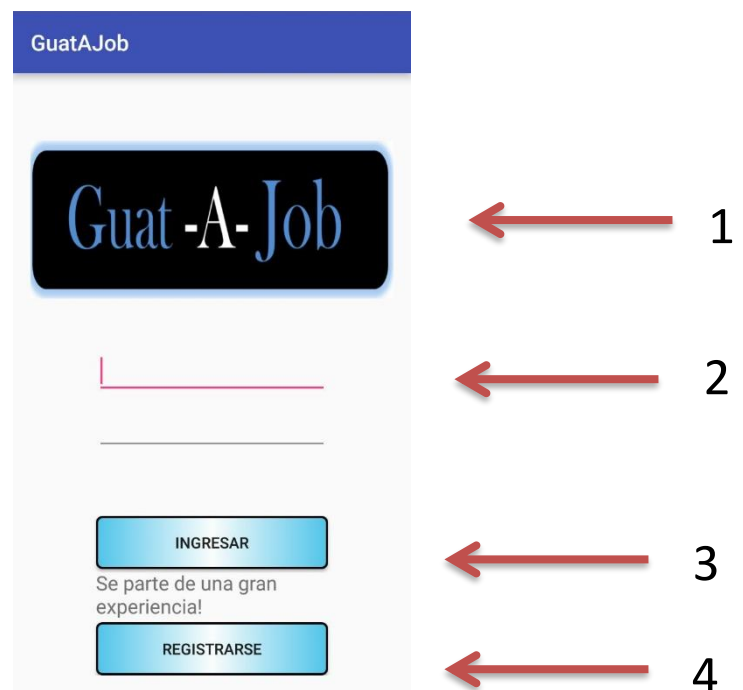 GuatAJob
Guat -A- Job
1
2
INGRESAR
3
Se parte de una gran
experiencia!
REGISTRARSE
4